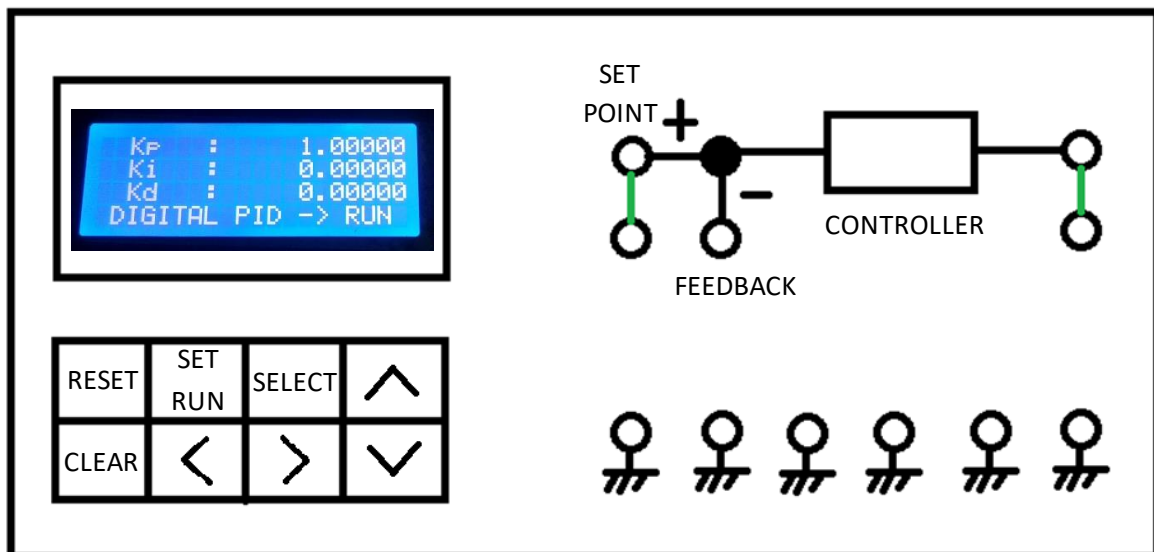 Kp : 1.00000
Ki : 0.00000
Kd : 0.00000
DIGITAL PID -> RUN
SET
POINT
+
−
CONTROLLER
FEEDBACK
RESET
SET
RUN
SELECT
CLEAR